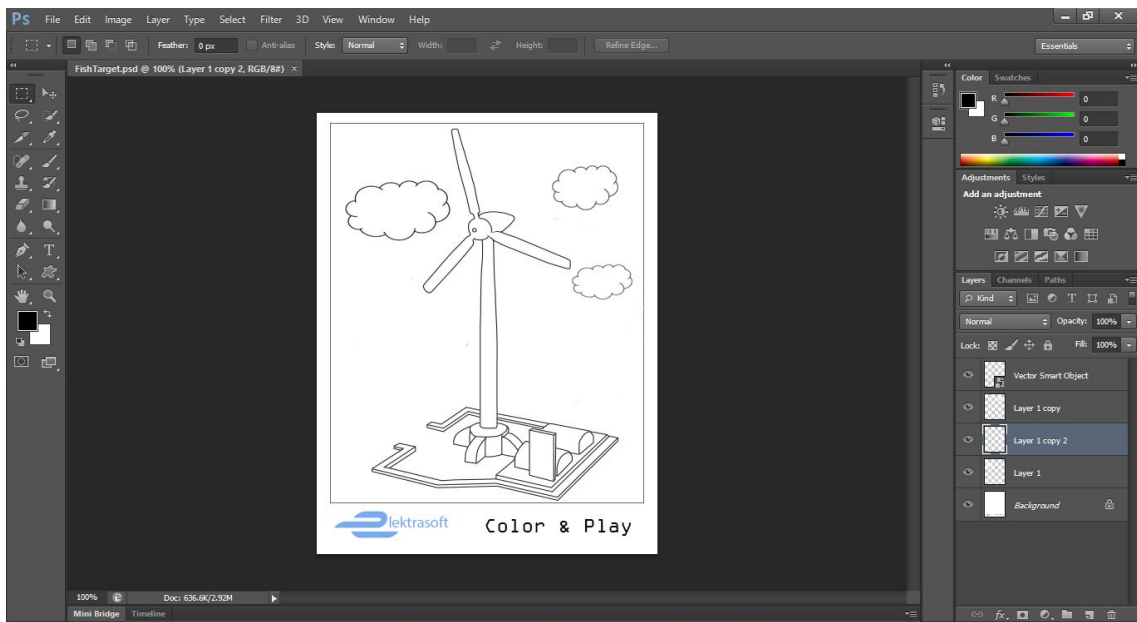 Ps File Edit Image Layer Type Select Filter 3D View Window Help
Feather: 0 px Anti-alias Style: Normal Width: Height: Refine Edge... Essentials
FishTarget.psd @ 100% (Layer 1 copy 2, RGB/8#) ×
Color Swatches
R 0
G 0
B 0
Adjustments Styles
Add an adjustment
Layers Channels Paths
Kind
Normal Opacity: 100%
Lock: Fill: 100%
Vector Smart Object
Layer 1 copy
Layer 1 copy 2
Layer 1
Background
lektrasoft Color & Play
100% Doc: 636.6K/2.92M
Mini Bridge Timeline